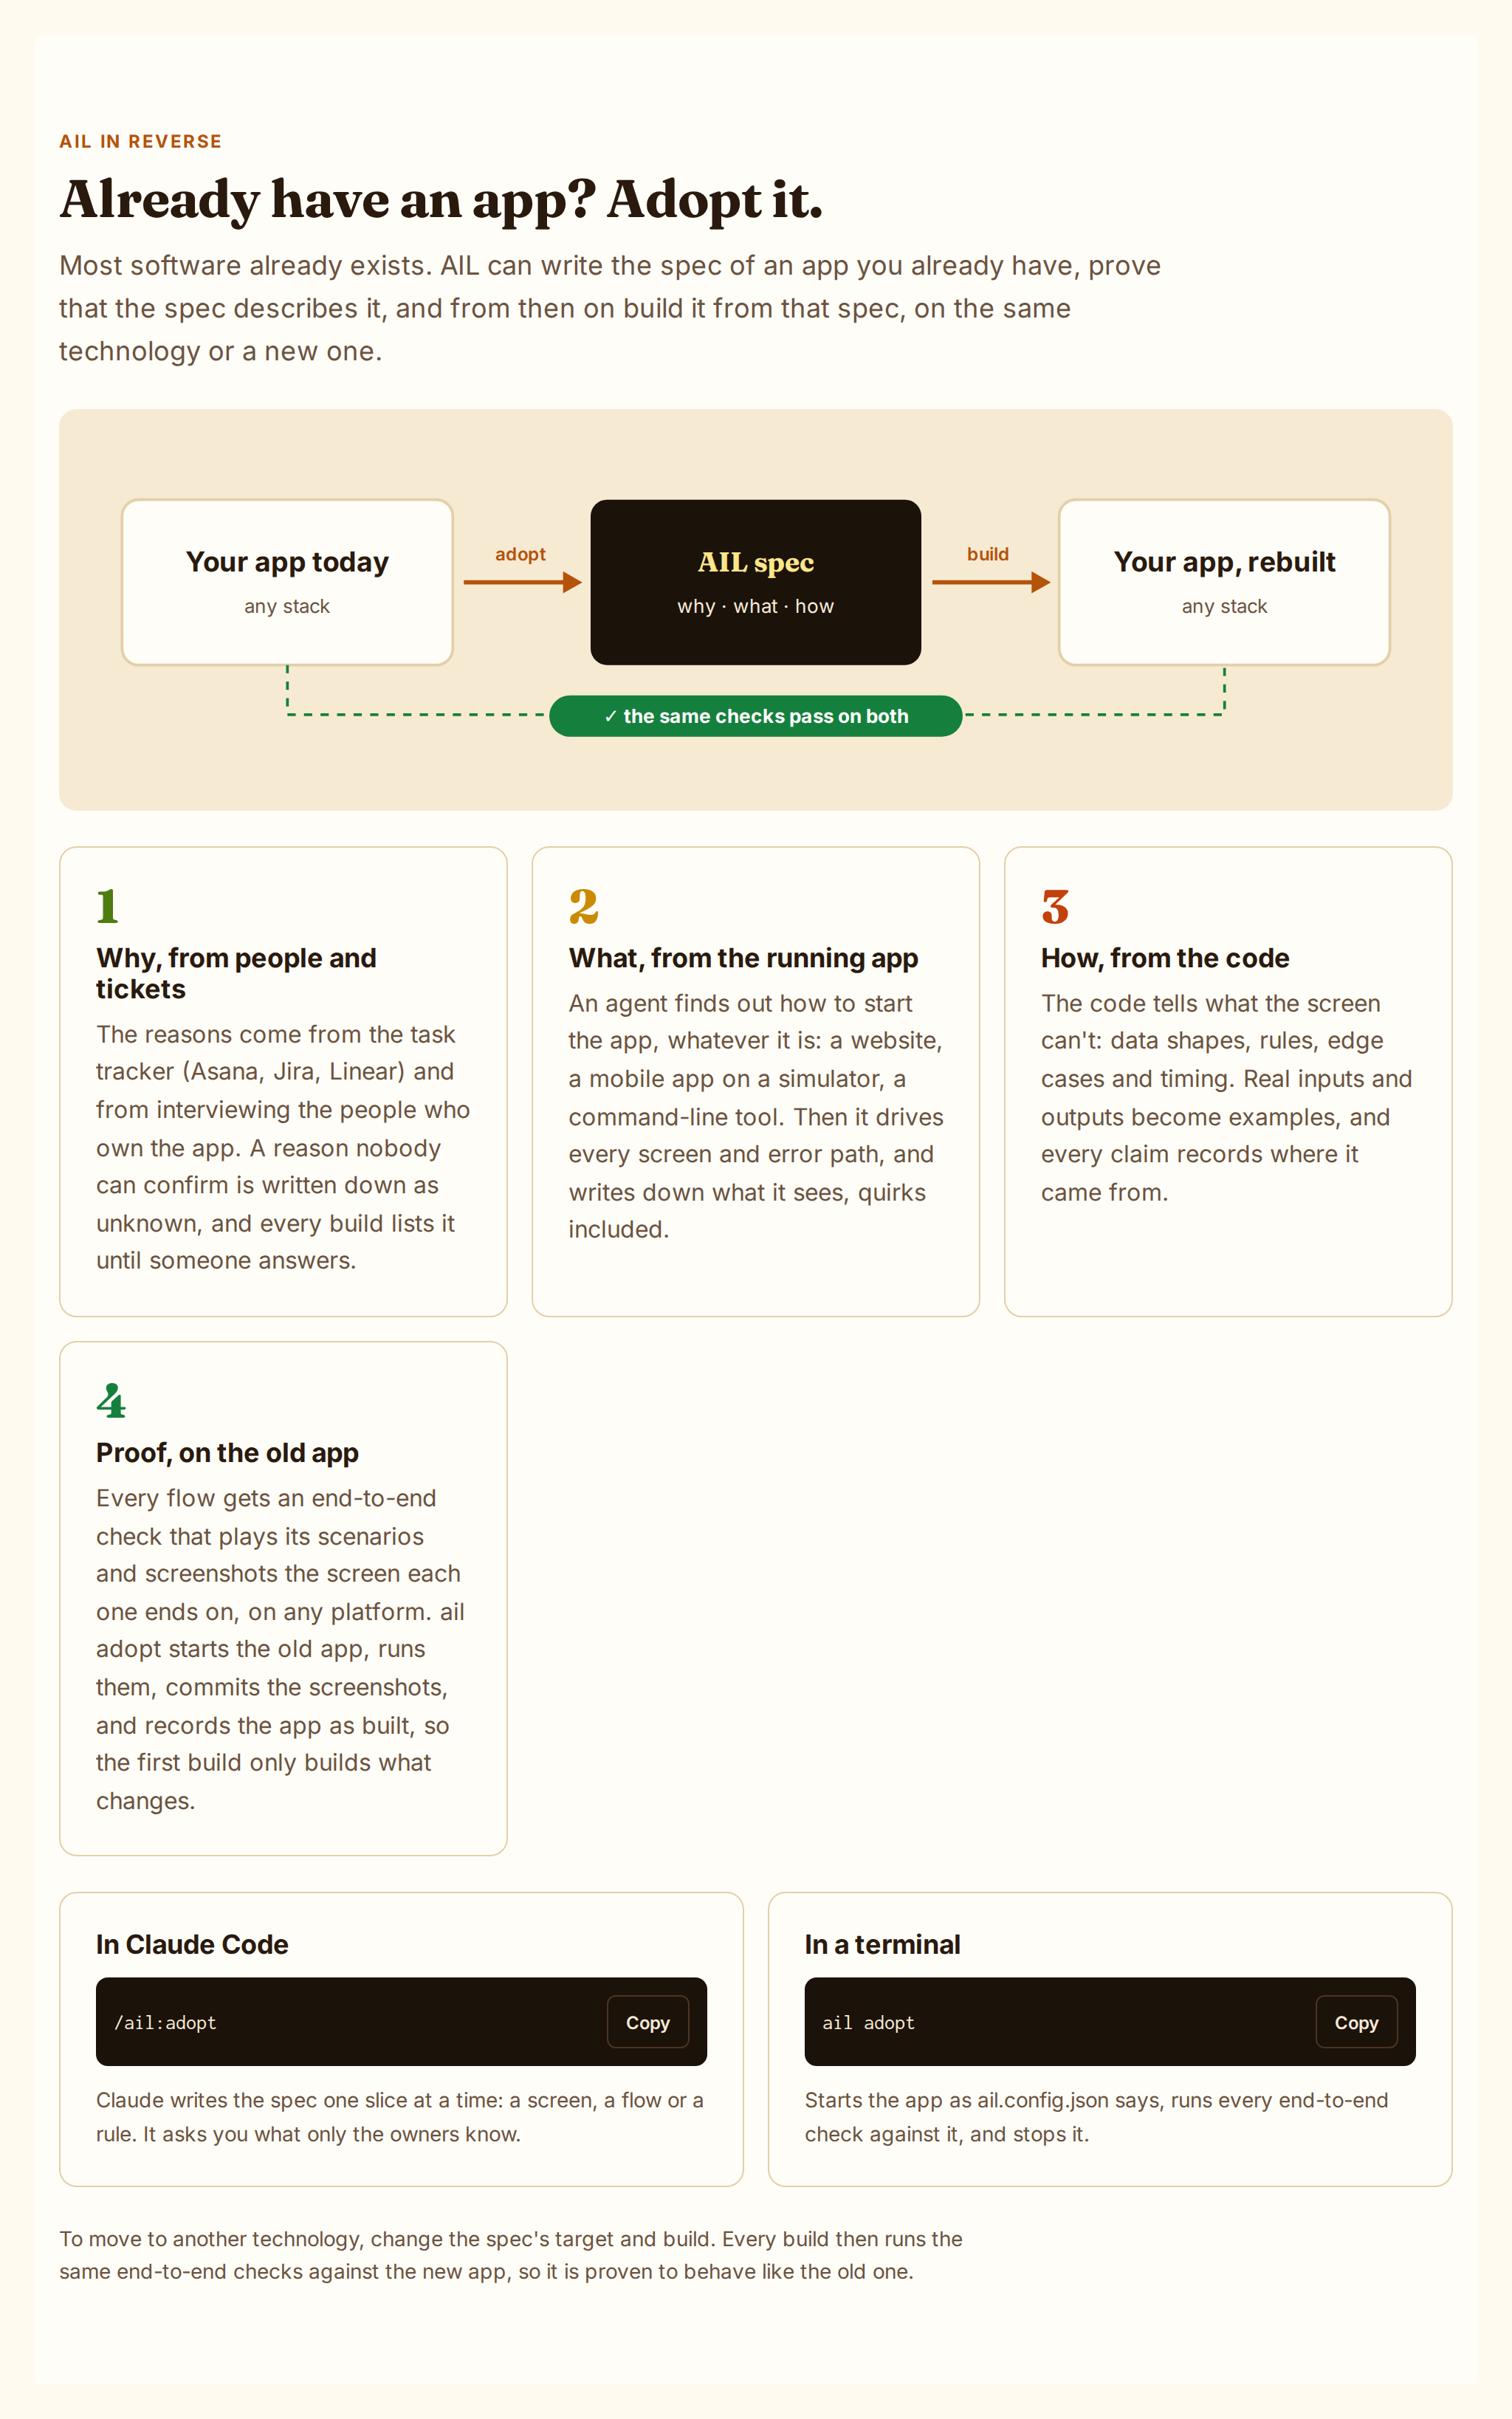 AIL IN REVERSE
Already have an app? Adopt it.
Most software already exists. AIL can write the spec of an app you already have, prove
that the spec describes it, and from then on build it from that spec, on the same
technology or a new one.
Your app today
any stack
adopt
AIL spec
why · what · how
build
Your app, rebuilt
any stack
✓ the same checks pass on both
1
Why, from people and
tickets
The reasons come from the task
tracker (Asana, Jira, Linear) and
from interviewing the people who
own the app. A reason nobody
can confirm is written down as
unknown, and every build lists it
until someone answers.
2
What, from the running app
An agent finds out how to start
the app, whatever it is: a website,
a mobile app on a simulator, a
command-line tool. Then it drives
every screen and error path, and
writes down what it sees, quirks
included.
3
How, from the code
The code tells what the screen
can't: data shapes, rules, edge
cases and timing. Real inputs and
outputs become examples, and
every claim records where it
came from.
4
Proof, on the old app
Every flow gets an end-to-end
check that plays its scenarios
and screenshots the screen each
one ends on, on any platform. ail
adopt starts the old app, runs
them, commits the screenshots,
and records the app as built, so
the first build only builds what
changes.
In Claude Code
/ail:adopt
Copy
Claude writes the spec one slice at a time: a screen, a flow or a
rule. It asks you what only the owners know.
In a terminal
ail adopt
Copy
Starts the app as ail.config.json says, runs every end-to-end
check against it, and stops it.
To move to another technology, change the spec's target and build. Every build then runs the
same end-to-end checks against the new app, so it is proven to behave like the old one.